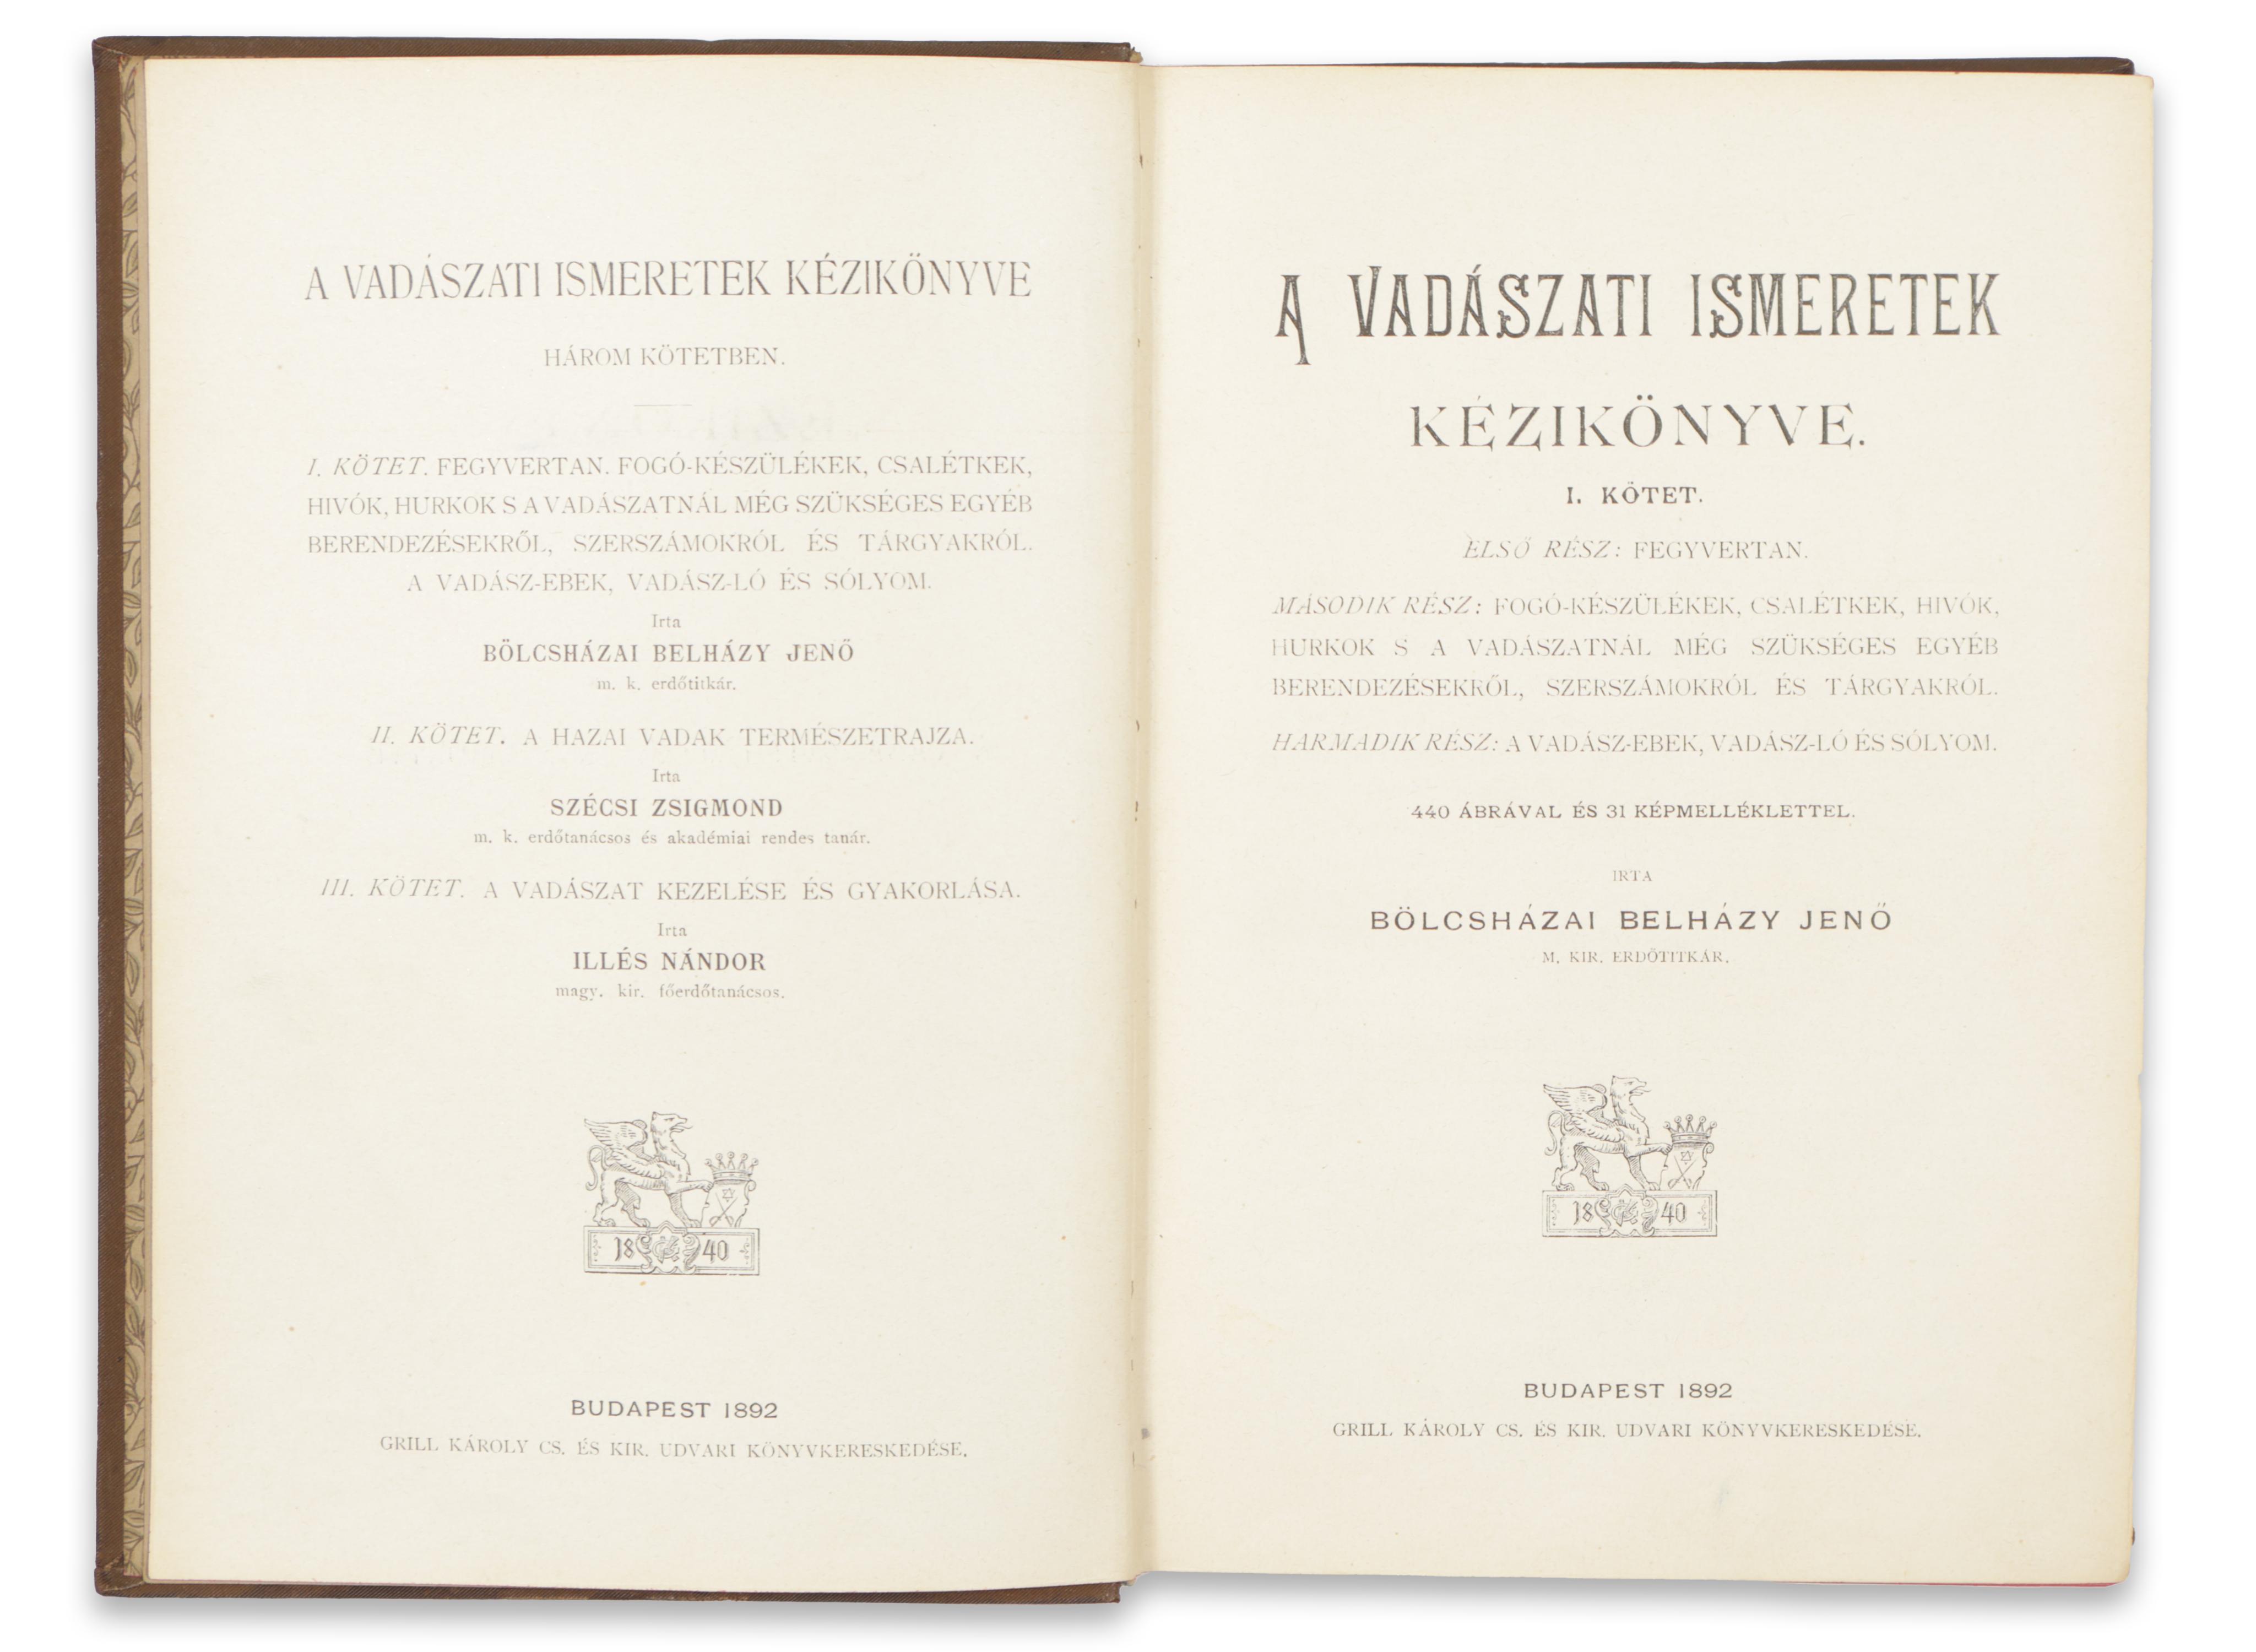 A VADÁSZATI ISMERETEK KÉZIKÖNYVE
HÁROM KÖTETBEN.
I. KÖTET. FEGYVERTAN. FOGÓ-KÉSZÜLÉKEK, CSALÉTKEK,
HIVÓK, HURKOK S A VADÁSZATNÁL MÉG SZÜKSÉGES EGYÉB
BERENDEZÉSEKRŐL, SZERSZÁMOKRÓL ÉS TÁRGYAKRÓL.
A VADÁSZ-EBEK, VADÁSZ-LÓ ÉS SÓLYOM.
Irta
BÖLCSHÁZAI BELHÁZY JENŐ
m. k. erdőtitkár.
II. KÖTET. A HAZAI VADAK TERMÉSZETRAJZA.
Irta
SZÉCSI ZSIGMOND
m. k. erdőtanácsos és akadémiai rendes tanár.
III. KÖTET. A VADÁSZAT KEZELÉSE ÉS GYAKORLÁSA.
Irta
ILLÉS NÁNDOR
magy. kir. főerdőtanácsos.
18 40
BUDAPEST 1892
GRILL KÁROLY CS. ÉS KIR. UDVARI KÖNYVKERESKEDÉSE.
A VADÁSZATI ISMERETEK
KÉZIKÖNYVE.
I. KÖTET.
ELSŐ RÉSZ: FEGYVERTAN.
MÁSODIK RÉSZ: FOGÓ-KÉSZÜLÉKEK, CSALÉTKEK, HIVÓK,
HURKOK S A VADÁSZATNÁL MÉG SZÜKSÉGES EGYÉB
BERENDEZÉSEKRŐL, SZERSZÁMOKRÓL ÉS TÁRGYAKRÓL.
HARMADIK RÉSZ: A VADÁSZ-EBEK, VADÁSZ-LÓ ÉS SÓLYOM.
440 ÁBRÁVAL ÉS 31 KÉPMELLÉKLETTEL.
IRTA
BÖLCSHÁZAI BELHÁZY JENŐ
M. KIR. ERDŐTITKÁR.
18 40
BUDAPEST 1892
GRILL KÁROLY CS. ÉS KIR. UDVARI KÖNYVKERESKEDÉSE.